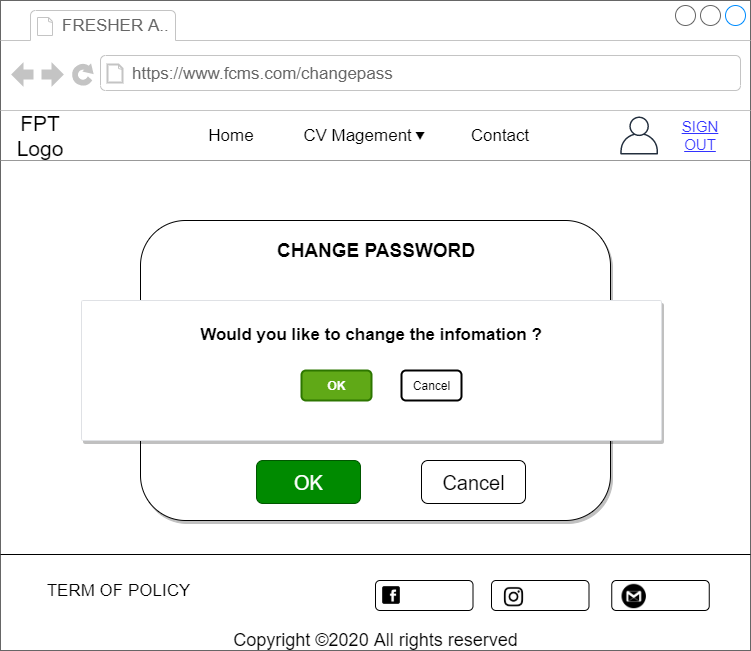 FRESHER A..
https://www.fcms.com/changepass
FPT
Logo
Home
CV Magement ▾
Contact
SIGN
OUT
CHANGE PASSWORD
Would you like to change the infomation ?
OK
Cancel
OK
Cancel
TERM OF POLICY
Copyright ©2020 All rights reserved